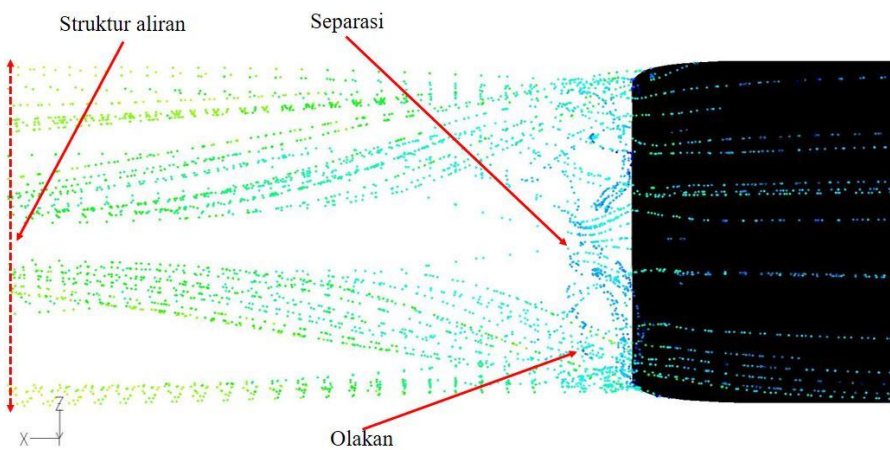 Struktur aliran
Separasi
Olakan
Z
X
Y